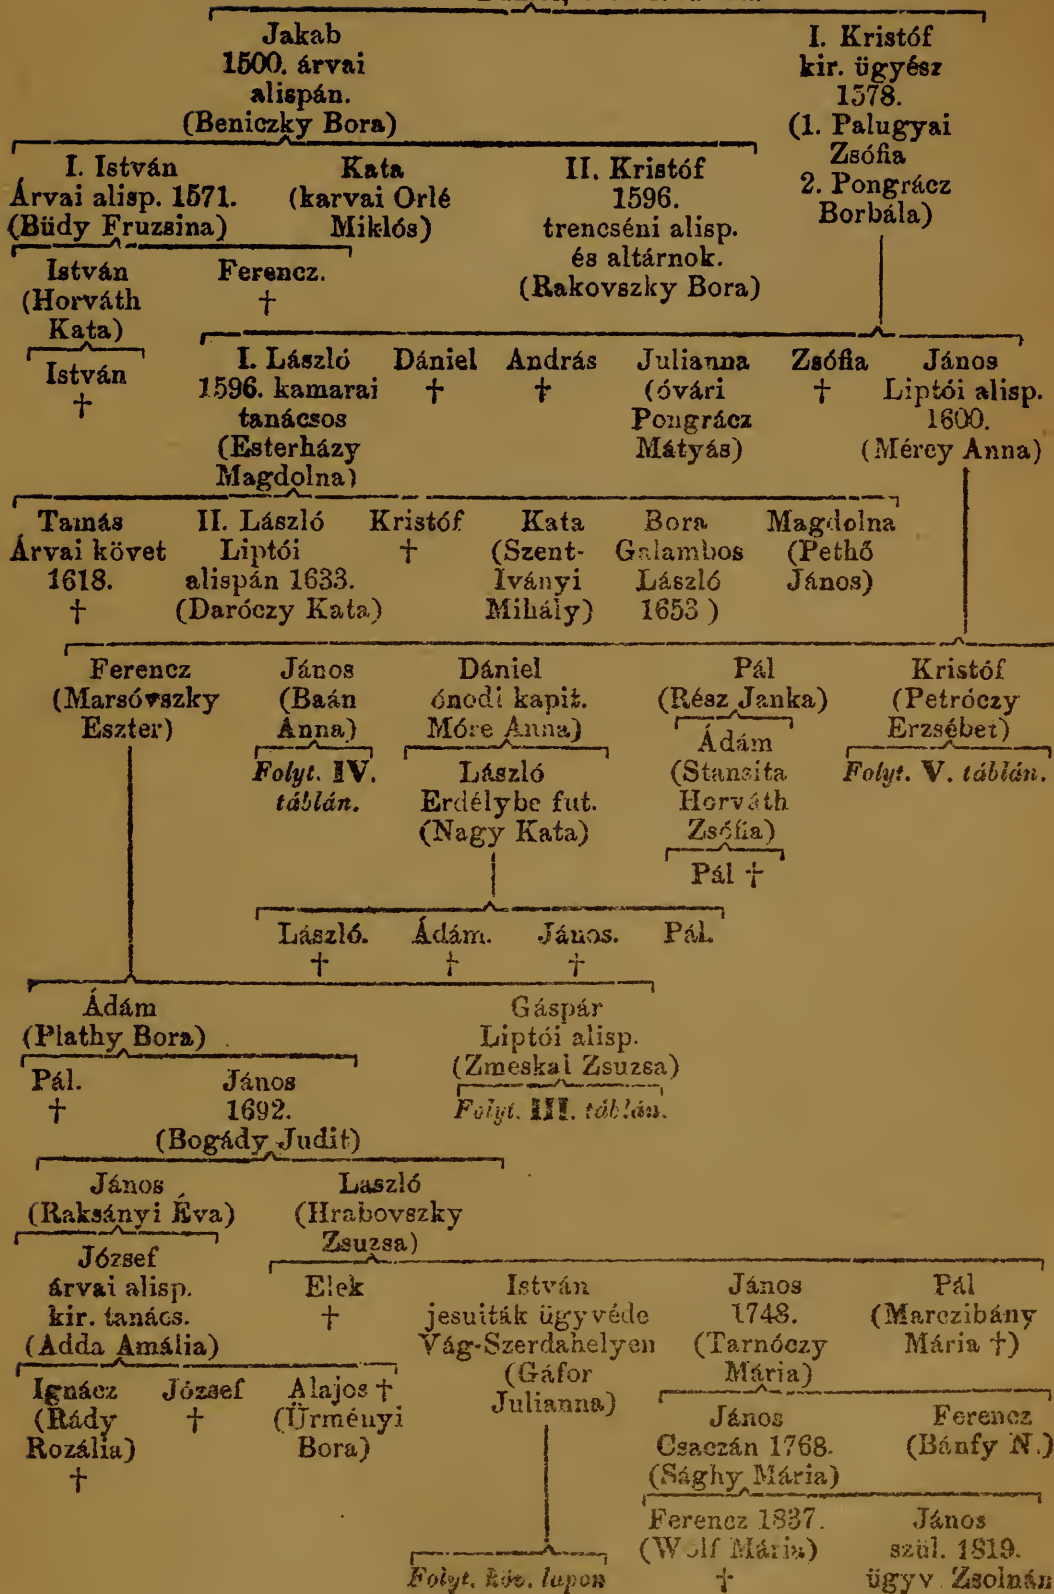 Jakab
1500. árvai
alispán.
(Beniczky Bora)
I. Kristóf
kir. ügyész
1578.
(1. Palugyai
Zsófia
2. Pongrácz
Borbála)
I. István
Árvai alisp. 1571.
(Büdy Fruzsina)
Kata
(karvai Orlé
Miklós)
II. Kristóf
1596.
trencséni alisp.
és altárnok.
(Rakovszky Bora)
István
(Horváth
Kata)
Ferencz.
†
István
†
I. László
1596. kamarai
tanácsos
(Esterházy
Magdolna)
Dániel
†
András
†
Julianna
(óvári
Pongrácz
Mátyás)
Zsófia
†
János
Liptói alisp.
1600.
(Mércy Anna)
Tamás
Árvai követ
1618.
†
II. László
Liptói
alispán 1633.
(Daróczy Kata)
Kristóf
†
Kata
(Szent-
Iványi
Mihály)
Bora
Galambos
László
1653 )
Magdolna
(Pethő
János)
Ferencz
(Marsóvszky
Eszter)
János
(Baán
Anna)
Folyt. IV.
táblán.
Dániel
ónodi kapit.
Móre Anna)
László
Erdélybe fut.
(Nagy Kata)
Pál
(Rész Janka)
Ádám
(Stansita
Horváth
Zsófia)
Pál †
Kristóf
(Petróczy
Erzsébet)
Folyt. V. táblán.
László.
†
Ádám.
†
János.
†
Pál.
Ádám
(Plathy Bora)
Gáspár
Liptói alisp.
(Zmeskal Zsuzsa)
Folyt. III. táblán.
Pál.
†
János
1692.
(Bogády Judit)
János
(Raksányi Éva)
Laszló
(Hrabovszky
Zsuzsa)
József
árvai alisp.
kir. tanács.
(Adda Amália)
Elek
†
István
jesuiták ügyvéde
Vág-Szerdahelyen
(Gáfor
Julianna)
János
1748.
(Tarnóczy
Mária)
Pál
(Marczibány
Mária †)
Ignácz
(Rády
Rozália)
†
József
†
Alajos †
(Ürményi
Bora)
János
Csaczán 1768.
(Sághy Mária)
Ferencz
(Bánfy N.)
Ferencz 1837.
(Wolf Mária)
†
János
szül. 1819.
ügyv. Zsolnán
Folyt. köv. lapon